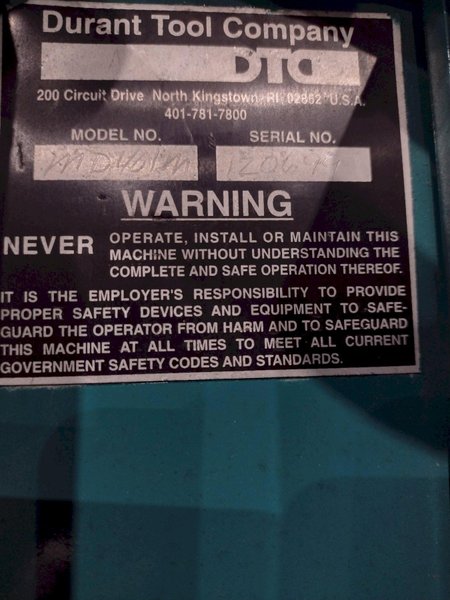 Durant Tool Company
DTC
200 Circuit Drive North Kingstown, RI 02852 U.S.A.
401-781-7800
MODEL NO. SERIAL NO.
WARNING
NEVER OPERATE, INSTALL OR MAINTAIN THIS
MACHINE WITHOUT UNDERSTANDING THE
COMPLETE AND SAFE OPERATION THEREOF.
IT IS THE EMPLOYER'S RESPONSIBILITY TO PROVIDE
PROPER SAFETY DEVICES AND EQUIPMENT TO SAFE-
GUARD THE OPERATOR FROM HARM AND TO SAFEGUARD
THIS MACHINE AT ALL TIMES TO MEET ALL CURRENT
GOVERNMENT SAFETY CODES AND STANDARDS.